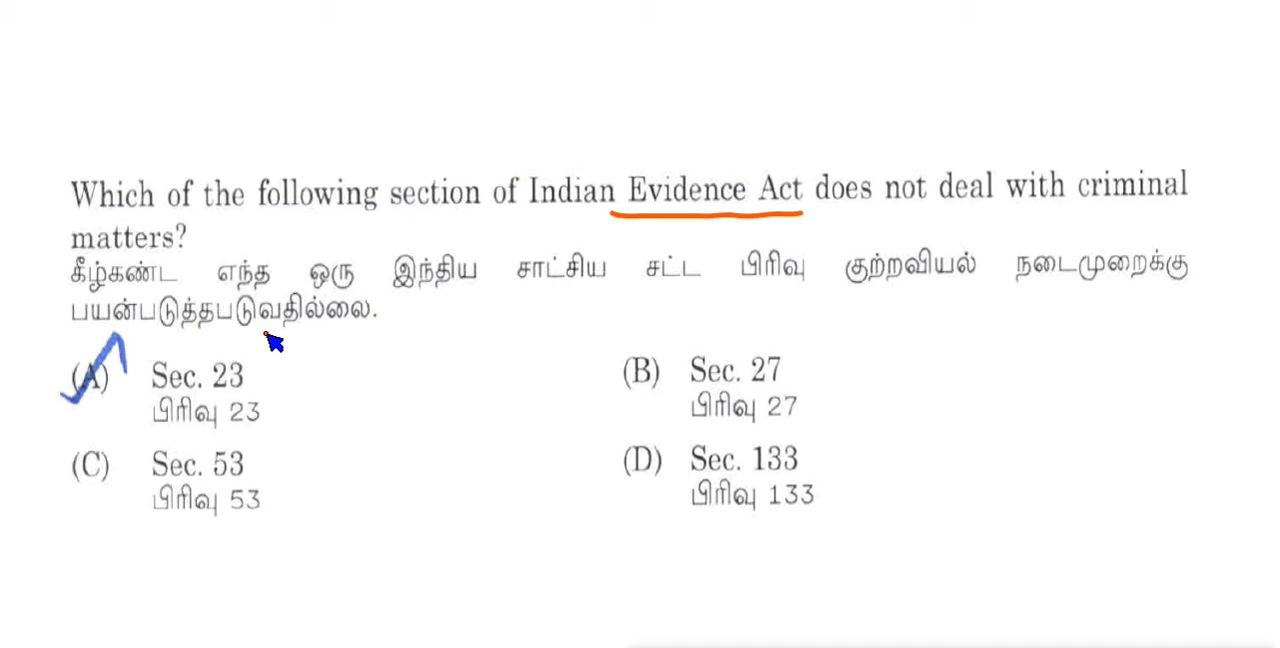 Which of the following section of Indian Evidence Act does not deal with criminal
matters?
கீழ்கண்ட எந்த ஒரு இந்திய சாட்சிய சட்ட பிரிவு குற்றவியல் நடைமுறைக்கு
பயன்படுத்தபடுவதில்லை.
(A) Sec. 23 (B) Sec. 27
பிரிவு 23 பிரிவு 27
(C) Sec. 53 (D) Sec. 133
பிரிவு 53 பிரிவு 133